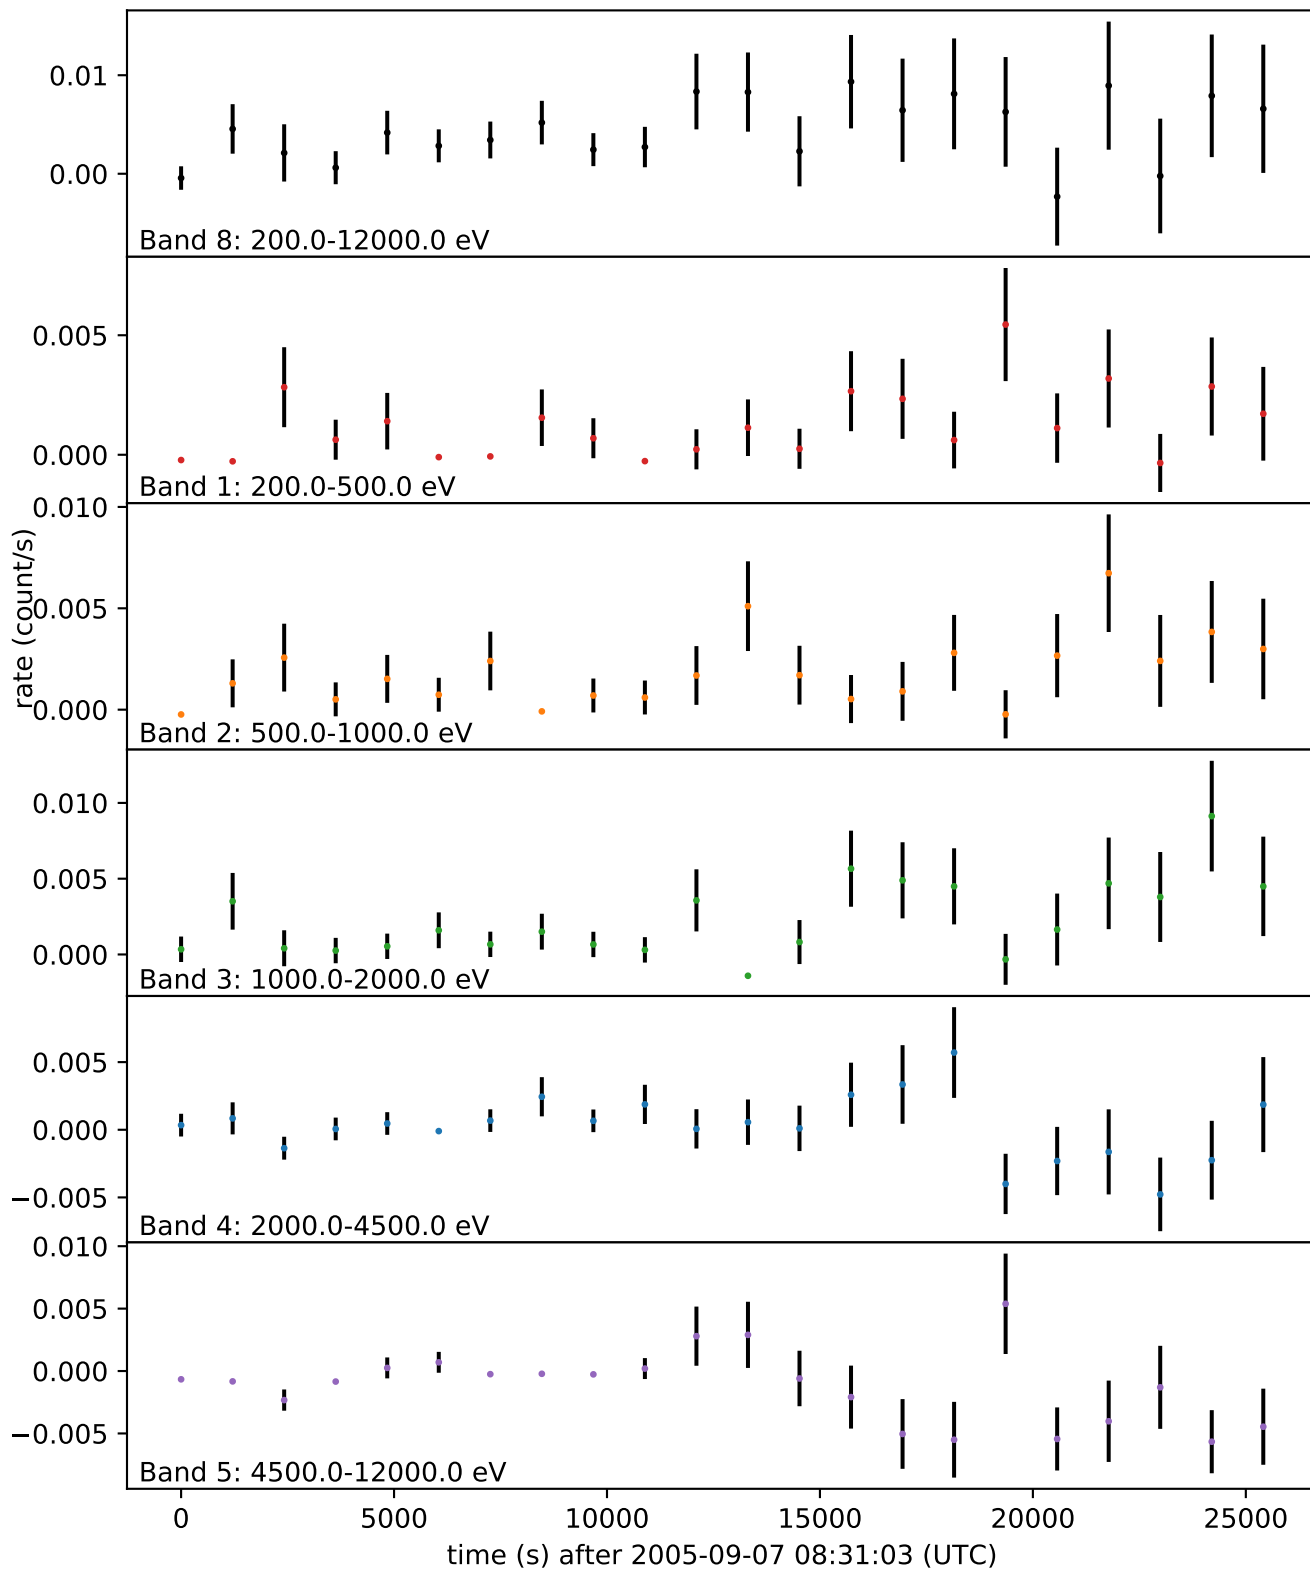 0.01
0.00
Band 8: 200.0-12000.0 eV
0.005
0.000
Band 1: 200.0-500.0 eV
0.010
0.005
0.000
Band 2: 500.0-1000.0 eV
rate (count/s)
0.010
0.005
0.000
Band 3: 1000.0-2000.0 eV
0.005
0.000
−0.005
Band 4: 2000.0-4500.0 eV
0.010
0.005
0.000
−0.005
Band 5: 4500.0-12000.0 eV
0 5000 10000 15000 20000 25000
time (s) after 2005-09-07 08:31:03 (UTC)